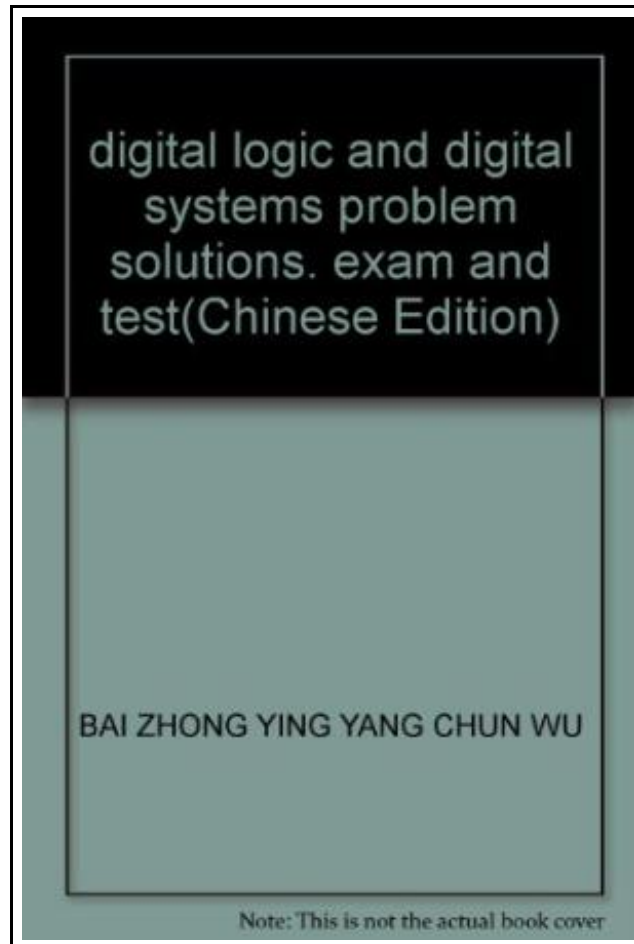 digital logic and digital
systems problem
solutions. exam and
test(Chinese Edition)
BAI ZHONG YING YANG CHUN WU
Note: This is not the actual book cover